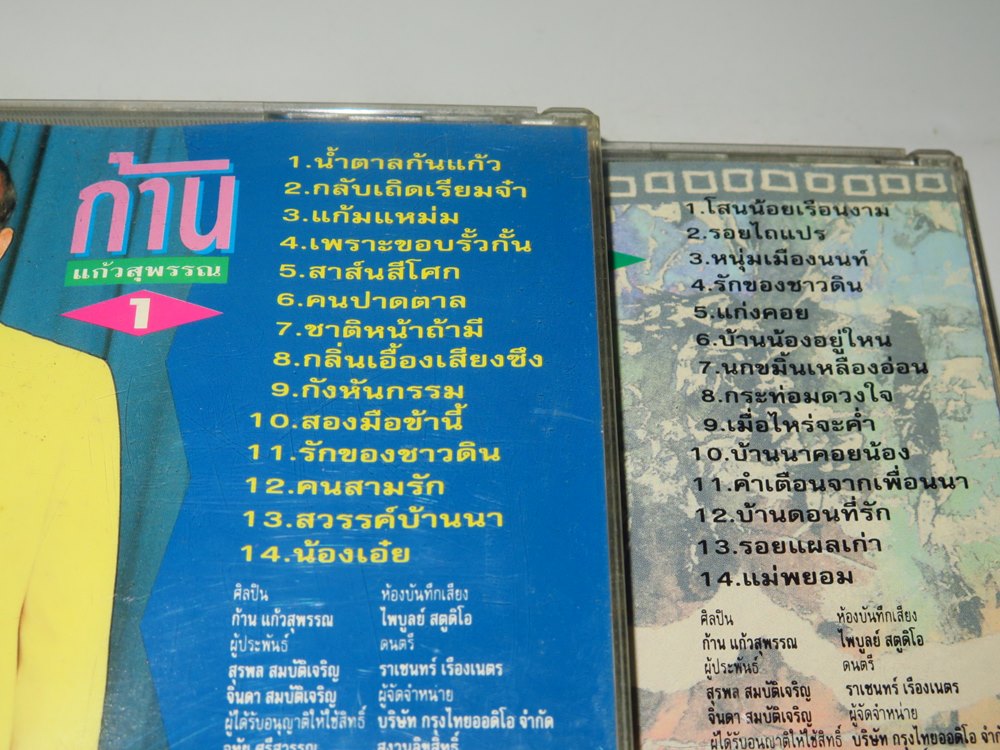 ก้าน
แก้วสุพรรณ
1
1.น้ำตาลก้นแก้ว
2.กลับเถิดเรียมจ๋า
3.แก้มแหม่ม
4.เพราะขอบรั้วกั้น
5.สาส์นสีโศก
6.คนปาดตาล
7.ชาติหน้าถ้ามี
8.กลิ่นเอื้องเสียงซึง
9.กังหันกรรม
10.สองมือข้านี้
11.รักของชาวดิน
12.คนสามรัก
13.สวรรค์บ้านนา
14.น้องเอ๋ย
ศิลปิน ห้องบันทึกเสียง
ก้าน แก้วสุพรรณ ไพบูลย์ สตูดิโอ
ผู้ประพันธ์ ดนตรี
สุรพล สมบัติเจริญ ราเชนทร์ เรืองเนตร
จินดา สมบัติเจริญ ผู้จัดจำหน่าย
ผู้ได้รับอนุญาติให้ใช้สิทธิ์ บริษัท กรุงไทยออดิโอ จำกัด
1.โสนน้อยเรือนงาม
2.รอยไถแปร
3.หนุ่มเมืองนนท์
4.รักของชาวดิน
5.แก่งคอย
6.บ้านน้องอยู่ใหน
7.นกขมิ้นเหลืองอ่อน
8.กระท่อมดวงใจ
9.เมื่อไหร่จะค่ำ
10.บ้านนาคอยน้อง
11.คำเตือนจากเพื่อนนา
12.บ้านดอนที่รัก
13.รอยแผลเก่า
14.แม่พยอม
ศิลปิน ห้องบันทึกเสียง
ก้าน แก้วสุพรรณ ไพบูลย์ สตูดิโอ
ผู้ประพันธ์ ดนตรี
สุรพล สมบัติเจริญ ราเชนทร์ เรืองเนตร
จินดา สมบัติเจริญ ผู้จัดจำหน่าย
ผู้ได้รับอนุญาติให้ใช้สิทธิ์ บริษัท กรุงไทยออดิโอ